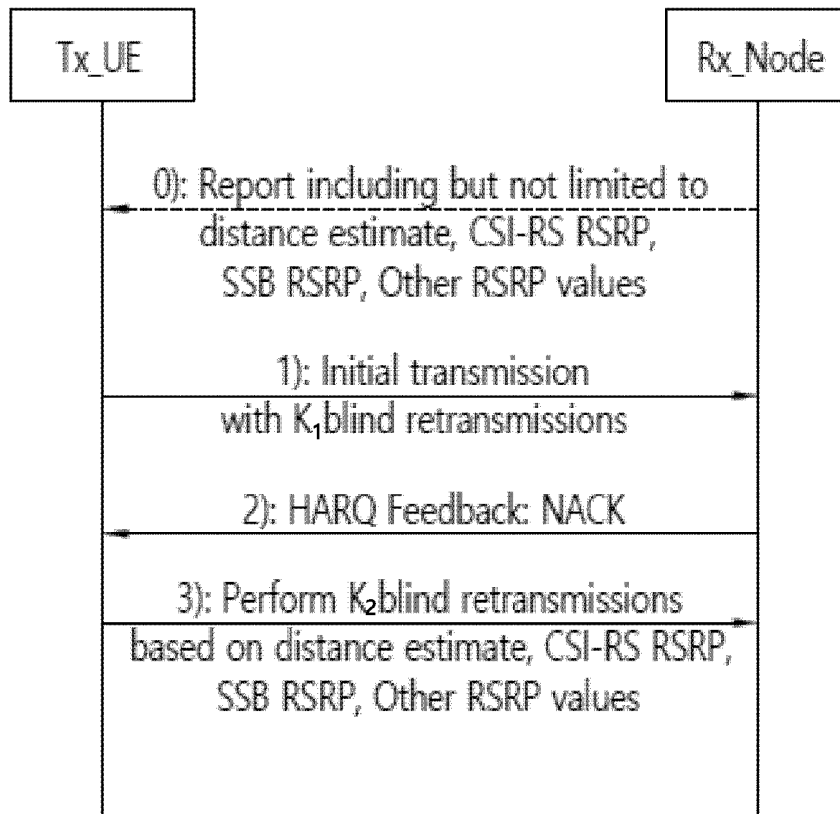 Tx_UE
Rx_Node
0): Report including but not limited to
distance estimate, CSI-RS RSRP,
SSB RSRP, Other RSRP values
1): Initial transmission
with K₁blind retransmissions
2): HARQ Feedback: NACK
3): Perform K₂blind retransmissions
based on distance estimate, CSI-RS RSRP,
SSB RSRP, Other RSRP values